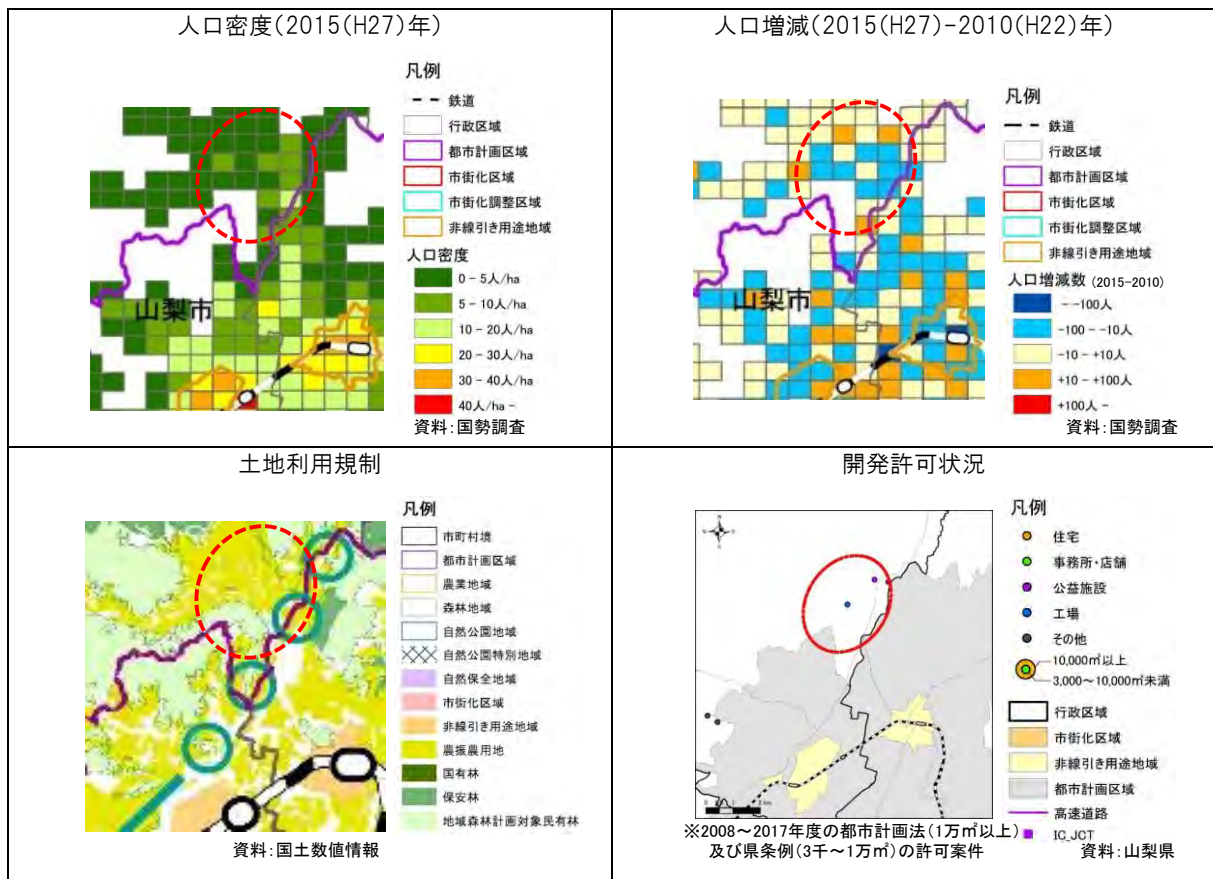 人口密度(2015(H27)年)
凡例
鉄道
行政区域
都市計画区域
市街化区域
市街化調整区域
非線引き用途地域
人口密度
0－5人/ha
5－10人/ha
10－20人/ha
20－30人/ha
30－40人/ha
40人/ha－
山梨市
資料:国勢調査
人口増減(2015(H27)-2010(H22)年)
凡例
鉄道
行政区域
都市計画区域
市街化区域
市街化調整区域
非線引き用途地域
人口増減数 (2015-2010)
－-100人
-100－-10人
-10－+10人
+10－+100人
+100人－
山梨市
資料:国勢調査
土地利用規制
凡例
市町村境
都市計画区域
農業地域
森林地域
自然公園地域
自然公園特別地域
自然保全地域
市街化区域
非線引き用途地域
農振農用地
国有林
保安林
地域森林計画対象民有林
資料:国土数値情報
開発許可状況
凡例
住宅
事務所・店舗
公益施設
工場
その他
10,000㎡以上
3,000～10,000㎡未満
行政区域
市街化区域
非線引き用途地域
都市計画区域
高速道路
IC_JCT
※2008～2017年度の都市計画法(1万㎡以上)
及び県条例(3千～1万㎡)の許可案件
資料:山梨県